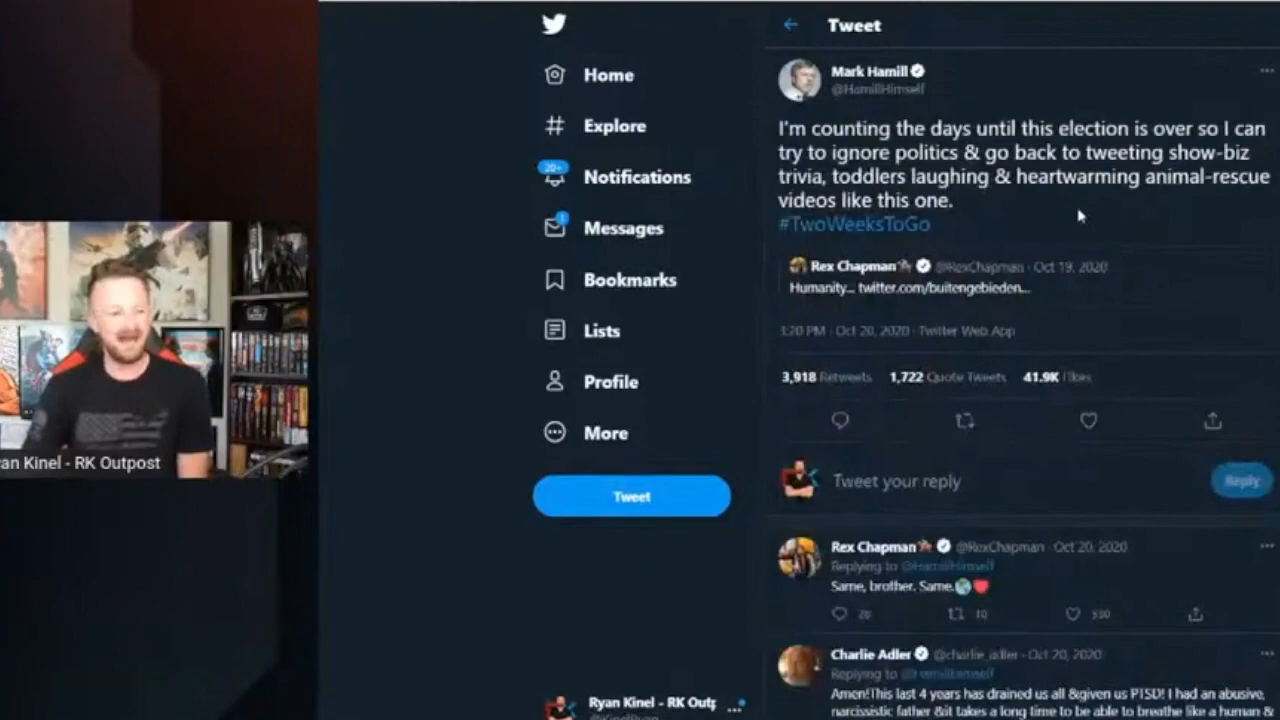 Tweet
Home
Explore
20+
Notifications
1
Messages
Bookmarks
Lists
Profile
More
Tweet
Ryan Kinel - RK Outp
...
an Kinel - RK Outpost
Mark Hamill
@HamillHimself
I'm counting the days until this election is over so I can
try to ignore politics & go back to tweeting show-biz
trivia, toddlers laughing & heartwarming animal-rescue
videos like this one.
#TwoWeeksToGo
Rex Chapman @RexChapman · Oct 19, 2020
Humanity... twitter.com/buitengebieden...
3:20 PM · Oct 20, 2020 · Twitter Web App
3,918 Retweets 1,722 Quote Tweets 41.9K Likes
Tweet your reply
Reply
Rex Chapman @RexChapman · Oct 20, 2020
Replying to @HamillHimself
Same, brother. Same.
10
Charlie Adler @charlie_adler · Oct 20, 2020
Replying to @HamillHimself
Amen!This last 4 years has drained us all &given us PTSD! I had an abusive,
narcissistic father &it takes a long time to be able to breathe like a human &